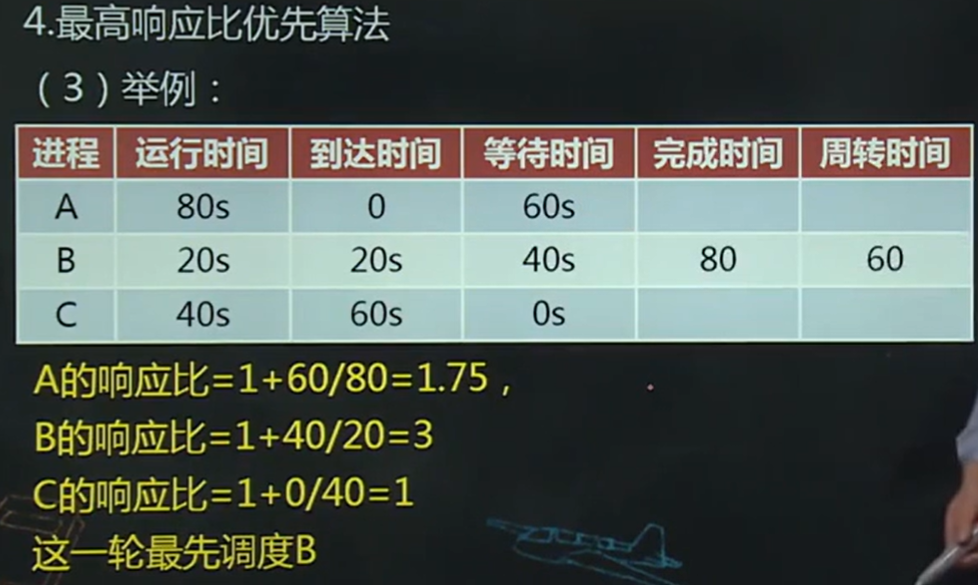 4.最高响应比优先算法
（3）举例：
进程 运行时间 到达时间 等待时间 完成时间 周转时间
A 80s 0 60s
B 20s 20s 40s 80 60
C 40s 60s 0s
A的响应比=1+60/80=1.75，
B的响应比=1+40/20=3
C的响应比=1+0/40=1
这一轮最先调度B